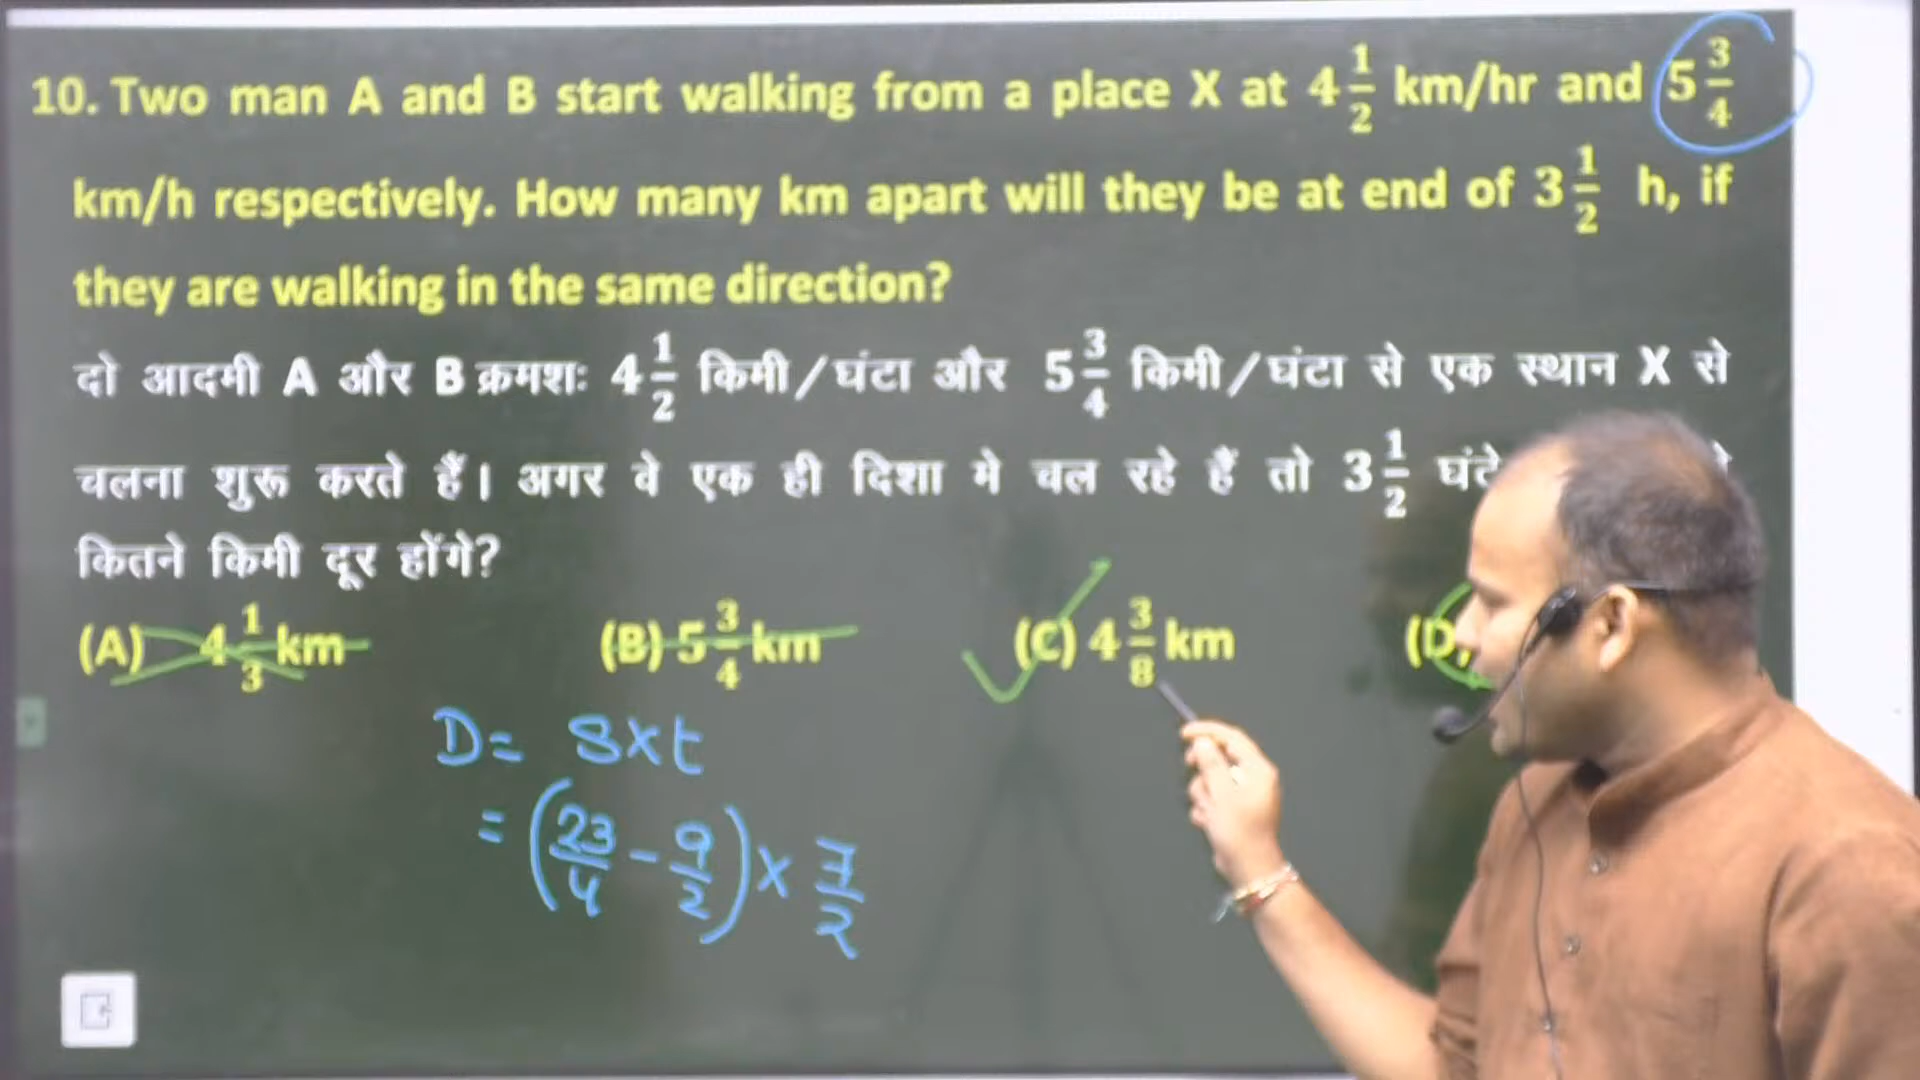 10. Two man A and B start walking from a place X at 4 1/2 km/hr and 5 3/4
km/h respectively. How many km apart will they be at end of 3 1/2 h, if
they are walking in the same direction?
दो आदमी A और B क्रमशः 4 1/2 किमी/घंटा और 5 3/4 किमी/घंटा से एक स्थान X से
चलना शुरू करते हैं। अगर वे एक ही दिशा मे चल रहे हैं तो 3 1/2 घंटे
कितने किमी दूर होंगे?
(A) 4 1/3 km (B) 5 3/4 km (C) 4 3/8 km (D)
D = S×t
= (23/4 - 9/2) × 7/2